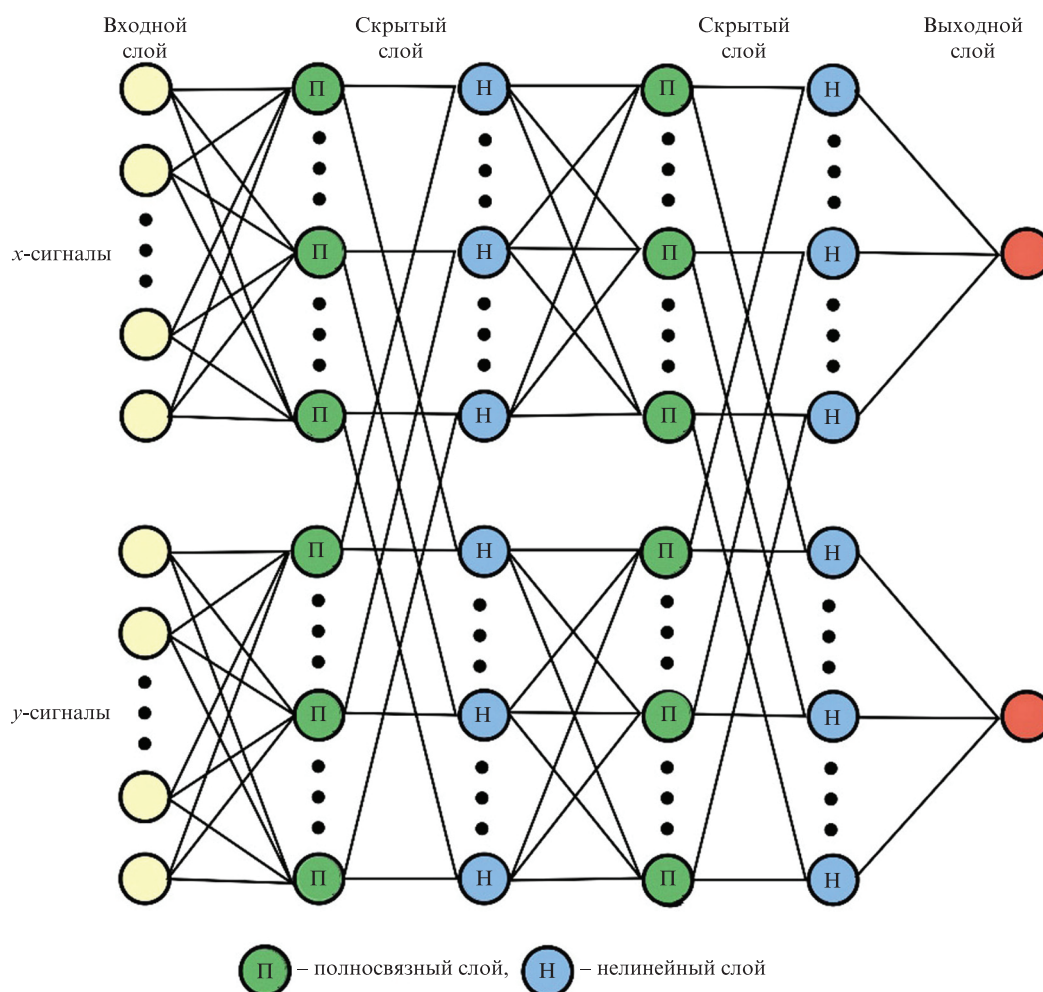 Входной
слой
Скрытый
слой
Скрытый
слой
Выходной
слой
П Н П Н
x-сигналы
П Н П Н
П Н П Н
П Н П Н
y-сигналы
П Н П Н
П Н П Н
П – полносвязный слой, Н – нелинейный слой